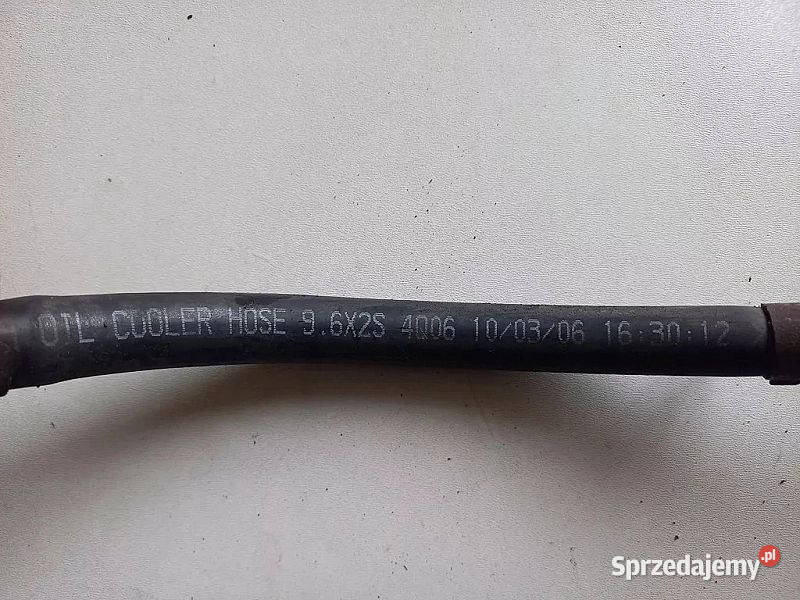 OIL COOLER HOSE 9.6X2S 4Q06 10/03/06 16:30:12
Sprzedajemy.pl